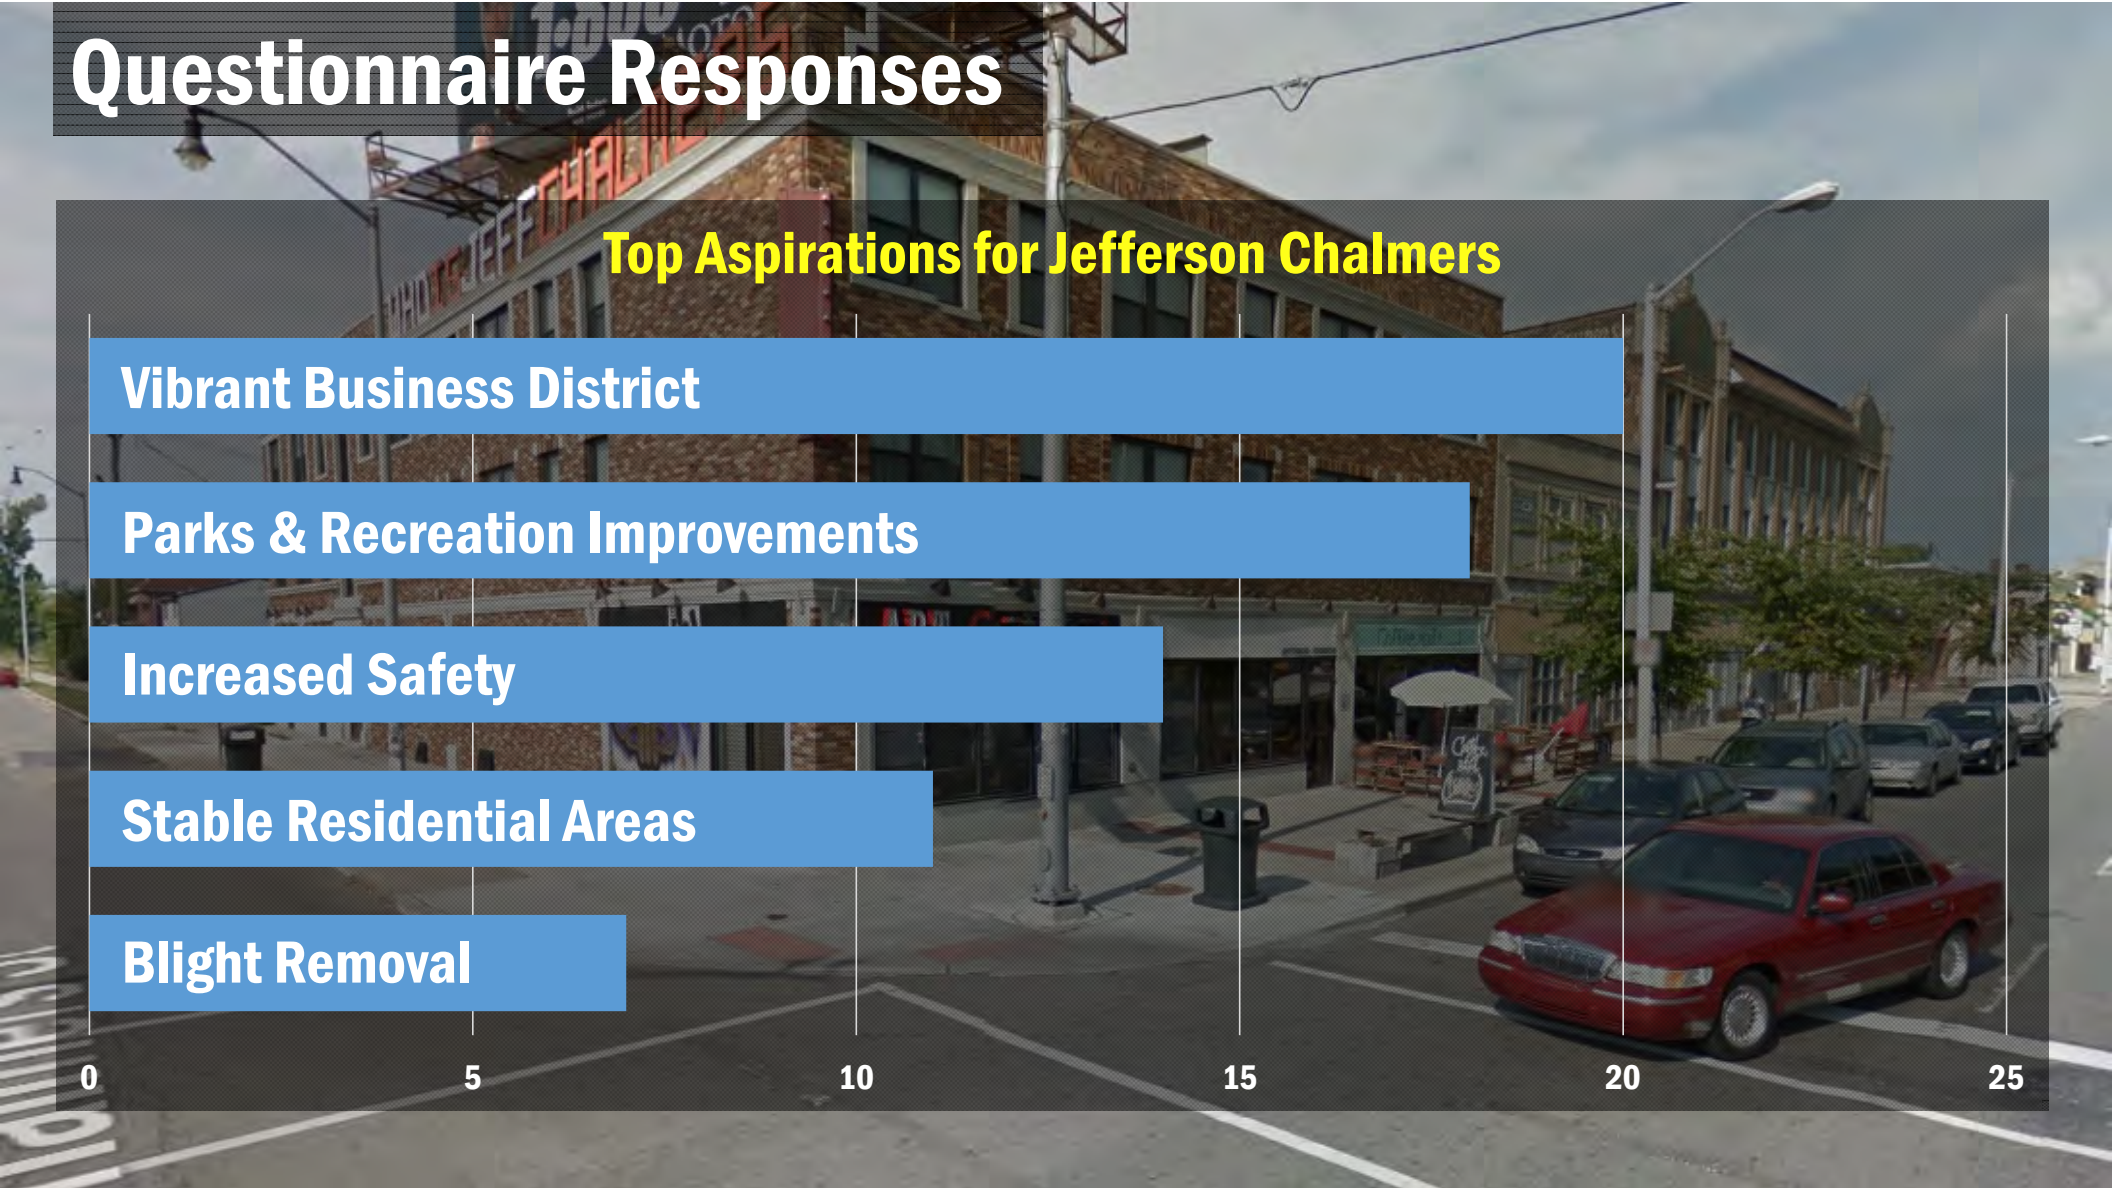 Questionnaire Responses
Top Aspirations for Jefferson Chalmers
Vibrant Business District
Parks & Recreation Improvements
Increased Safety
Stable Residential Areas
Blight Removal
0 5 10 15 20 25